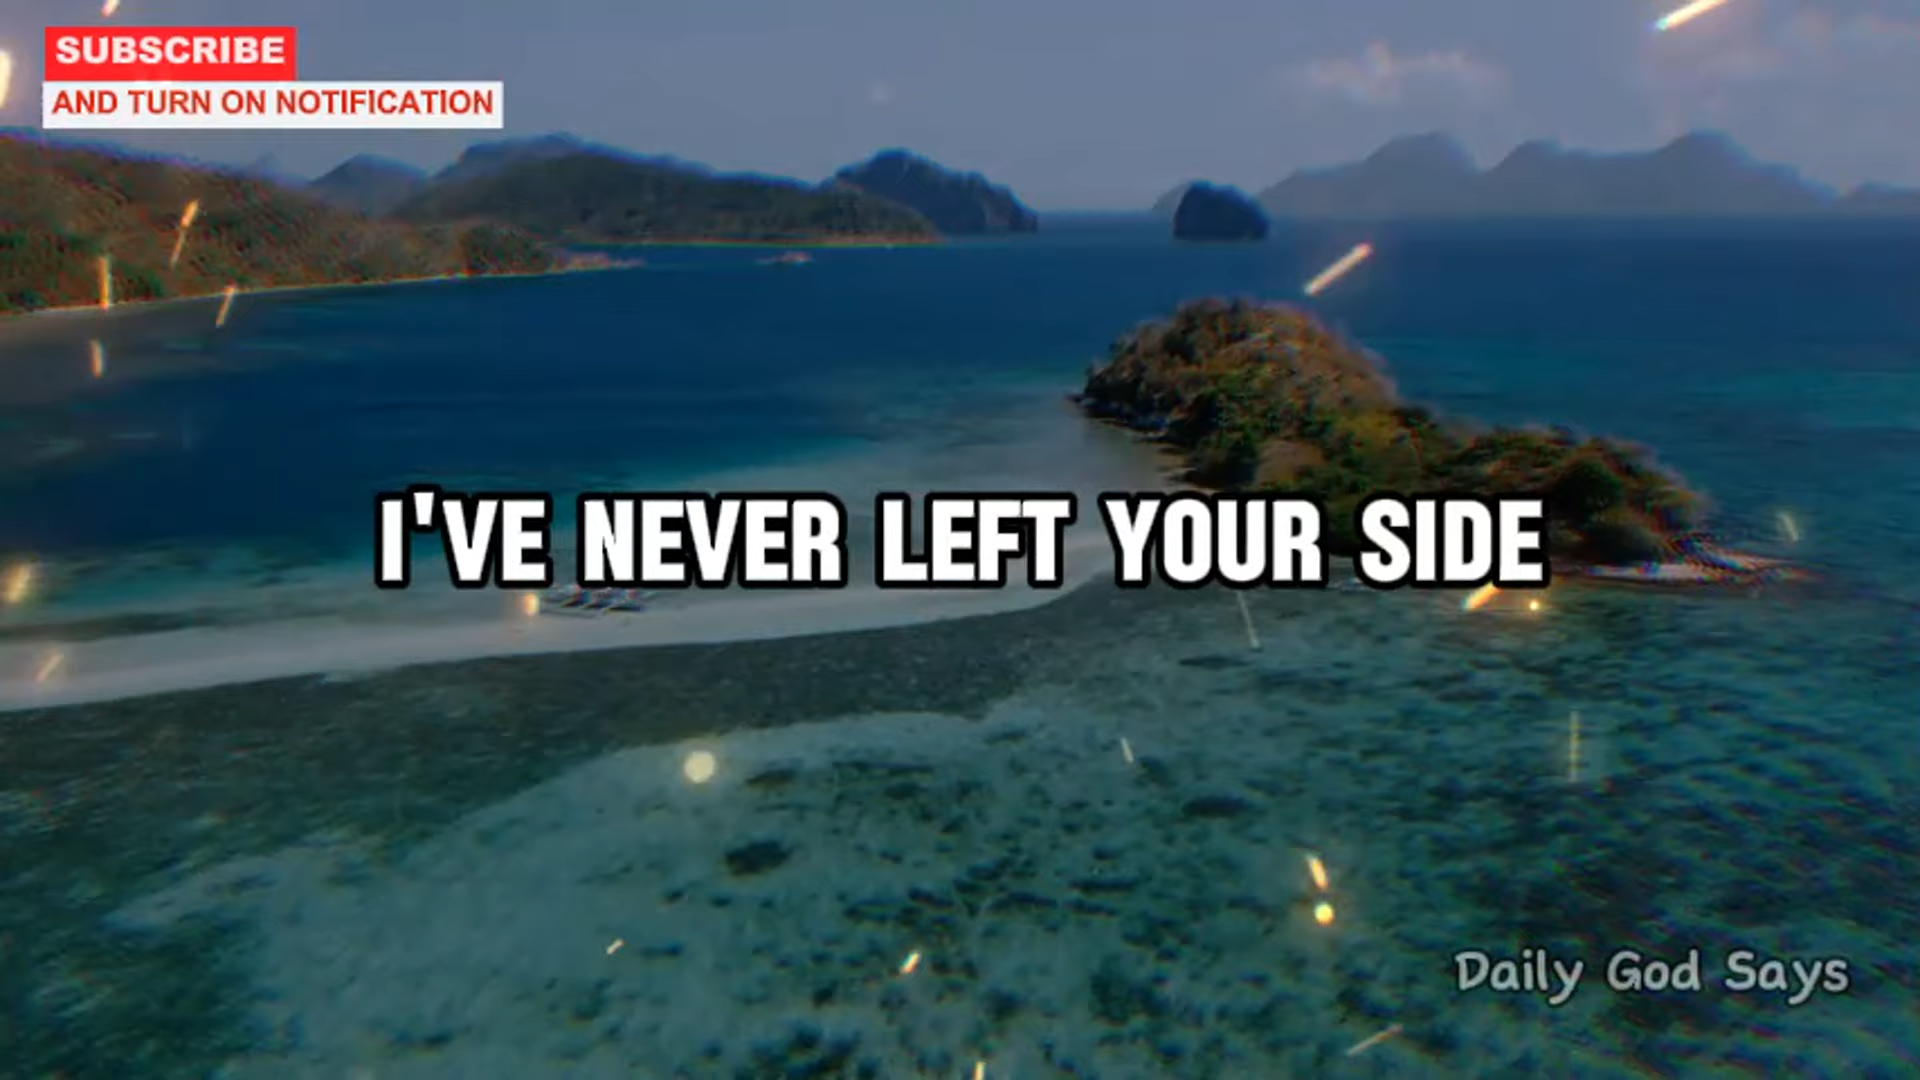 SUBSCRIBE
AND TURN ON NOTIFICATION
I'VE NEVER LEFT YOUR SIDE
Daily God Says